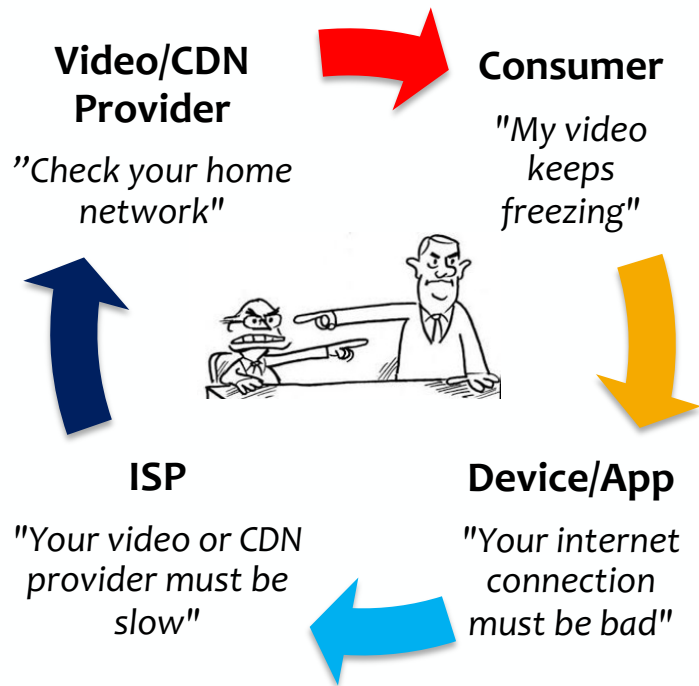 Video/CDN
Provider
”Check your home
network"
Consumer
"My video
keeps
freezing"
ISP
"Your video or CDN
provider must be
slow"
Device/App
"Your internet
connection
must be bad"